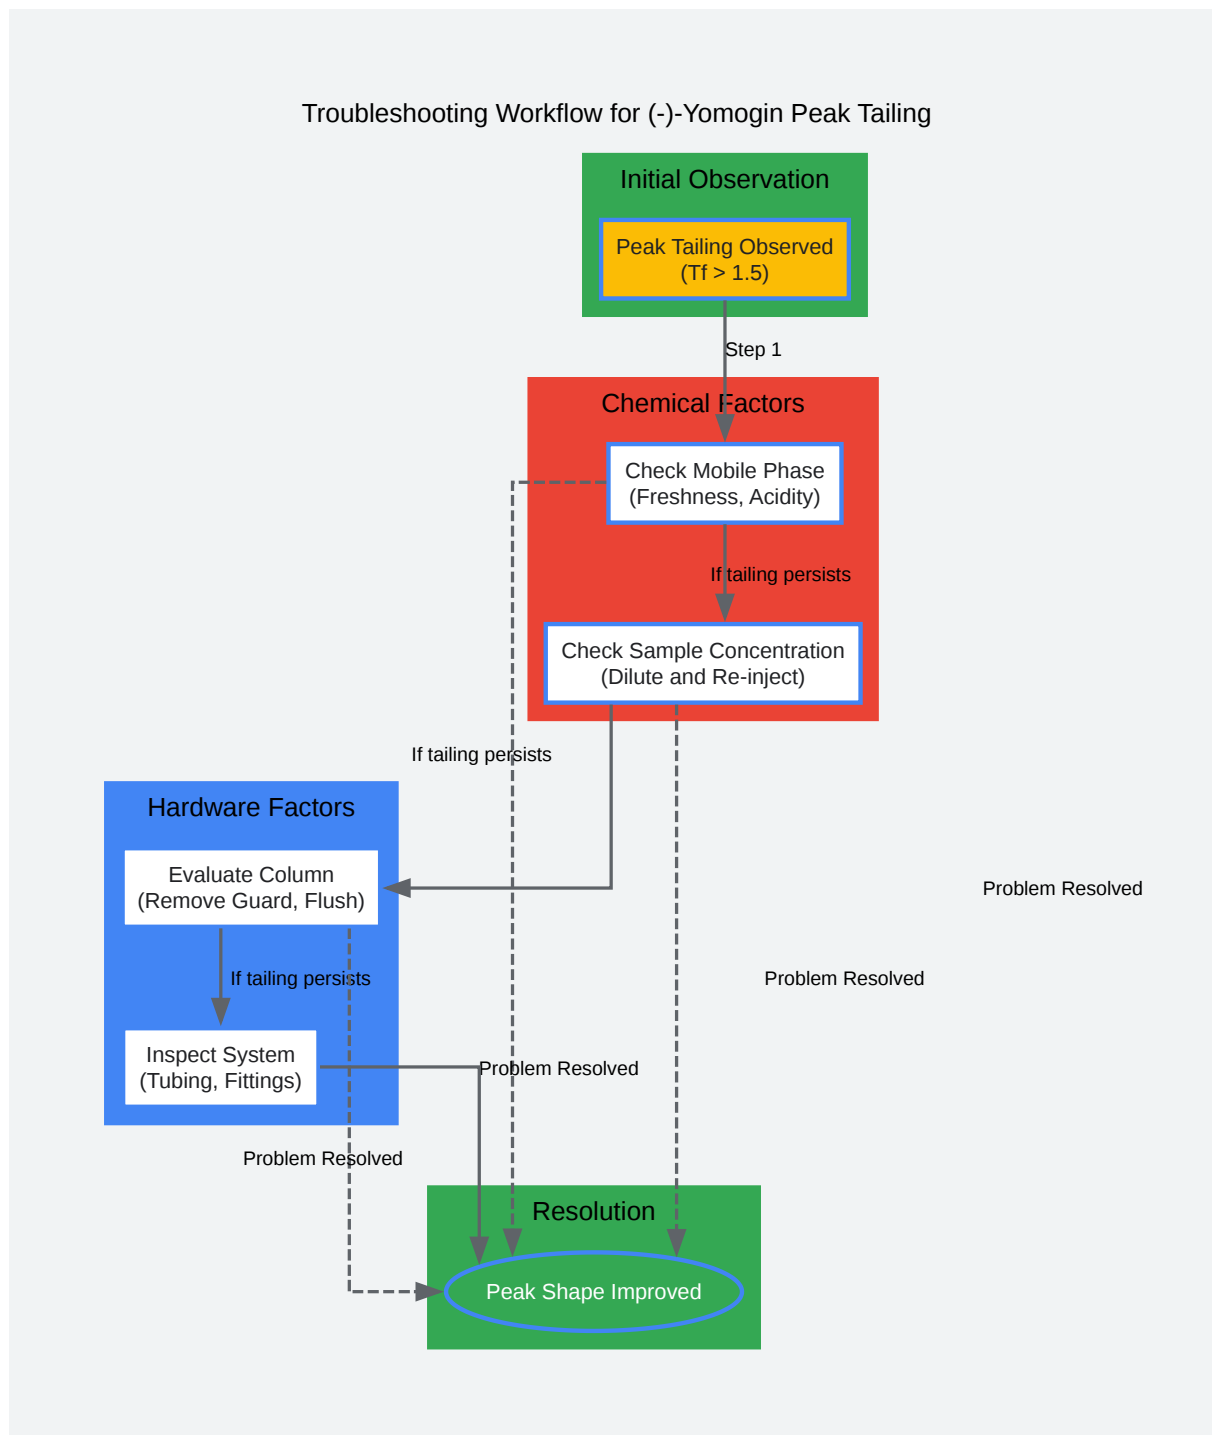 Troubleshooting Workflow for (-)-Yomogin Peak Tailing
Initial Observation
Peak Tailing Observed
(Tf > 1.5)
Step 1
Chemical Factors
Check Mobile Phase
(Freshness, Acidity)
If tailing persists
Check Sample Concentration
(Dilute and Re-inject)
If tailing persists
Hardware Factors
Evaluate Column
(Remove Guard, Flush)
Problem Resolved
If tailing persists
Problem Resolved
Inspect System
(Tubing, Fittings)
Problem Resolved
Problem Resolved
Resolution
Peak Shape Improved